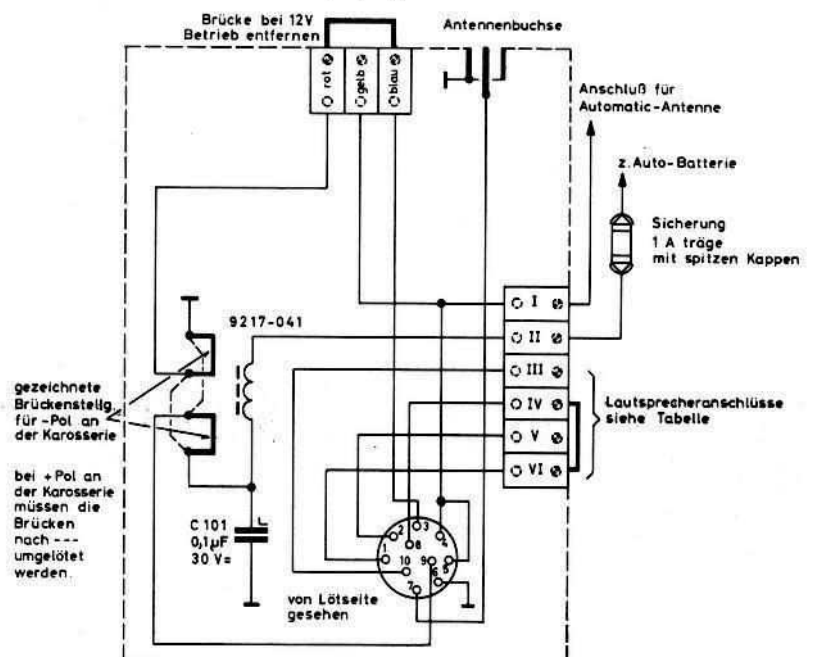 Brücke bei 12V
Betrieb entfernen
Antennenbuchse
rot
gelb
blau
Anschluß für
Automatic-Antenne
z. Auto-Batterie
Sicherung
1 A träge
mit spitzen Kappen
I
II
III
IV
V
VI
9217-041
gezeichnete
Brückenstellg.
für -Pol an
der Karosserie
Lautsprecheranschlüsse
siehe Tabelle
bei +Pol an
der Karosserie
müssen die
Brücken
nach ---
umgelötet
werden.
C 101
0,1µF
30 V=
L
1
2
3
4
5
6
7
8
9
10
von Lötseite
gesehen